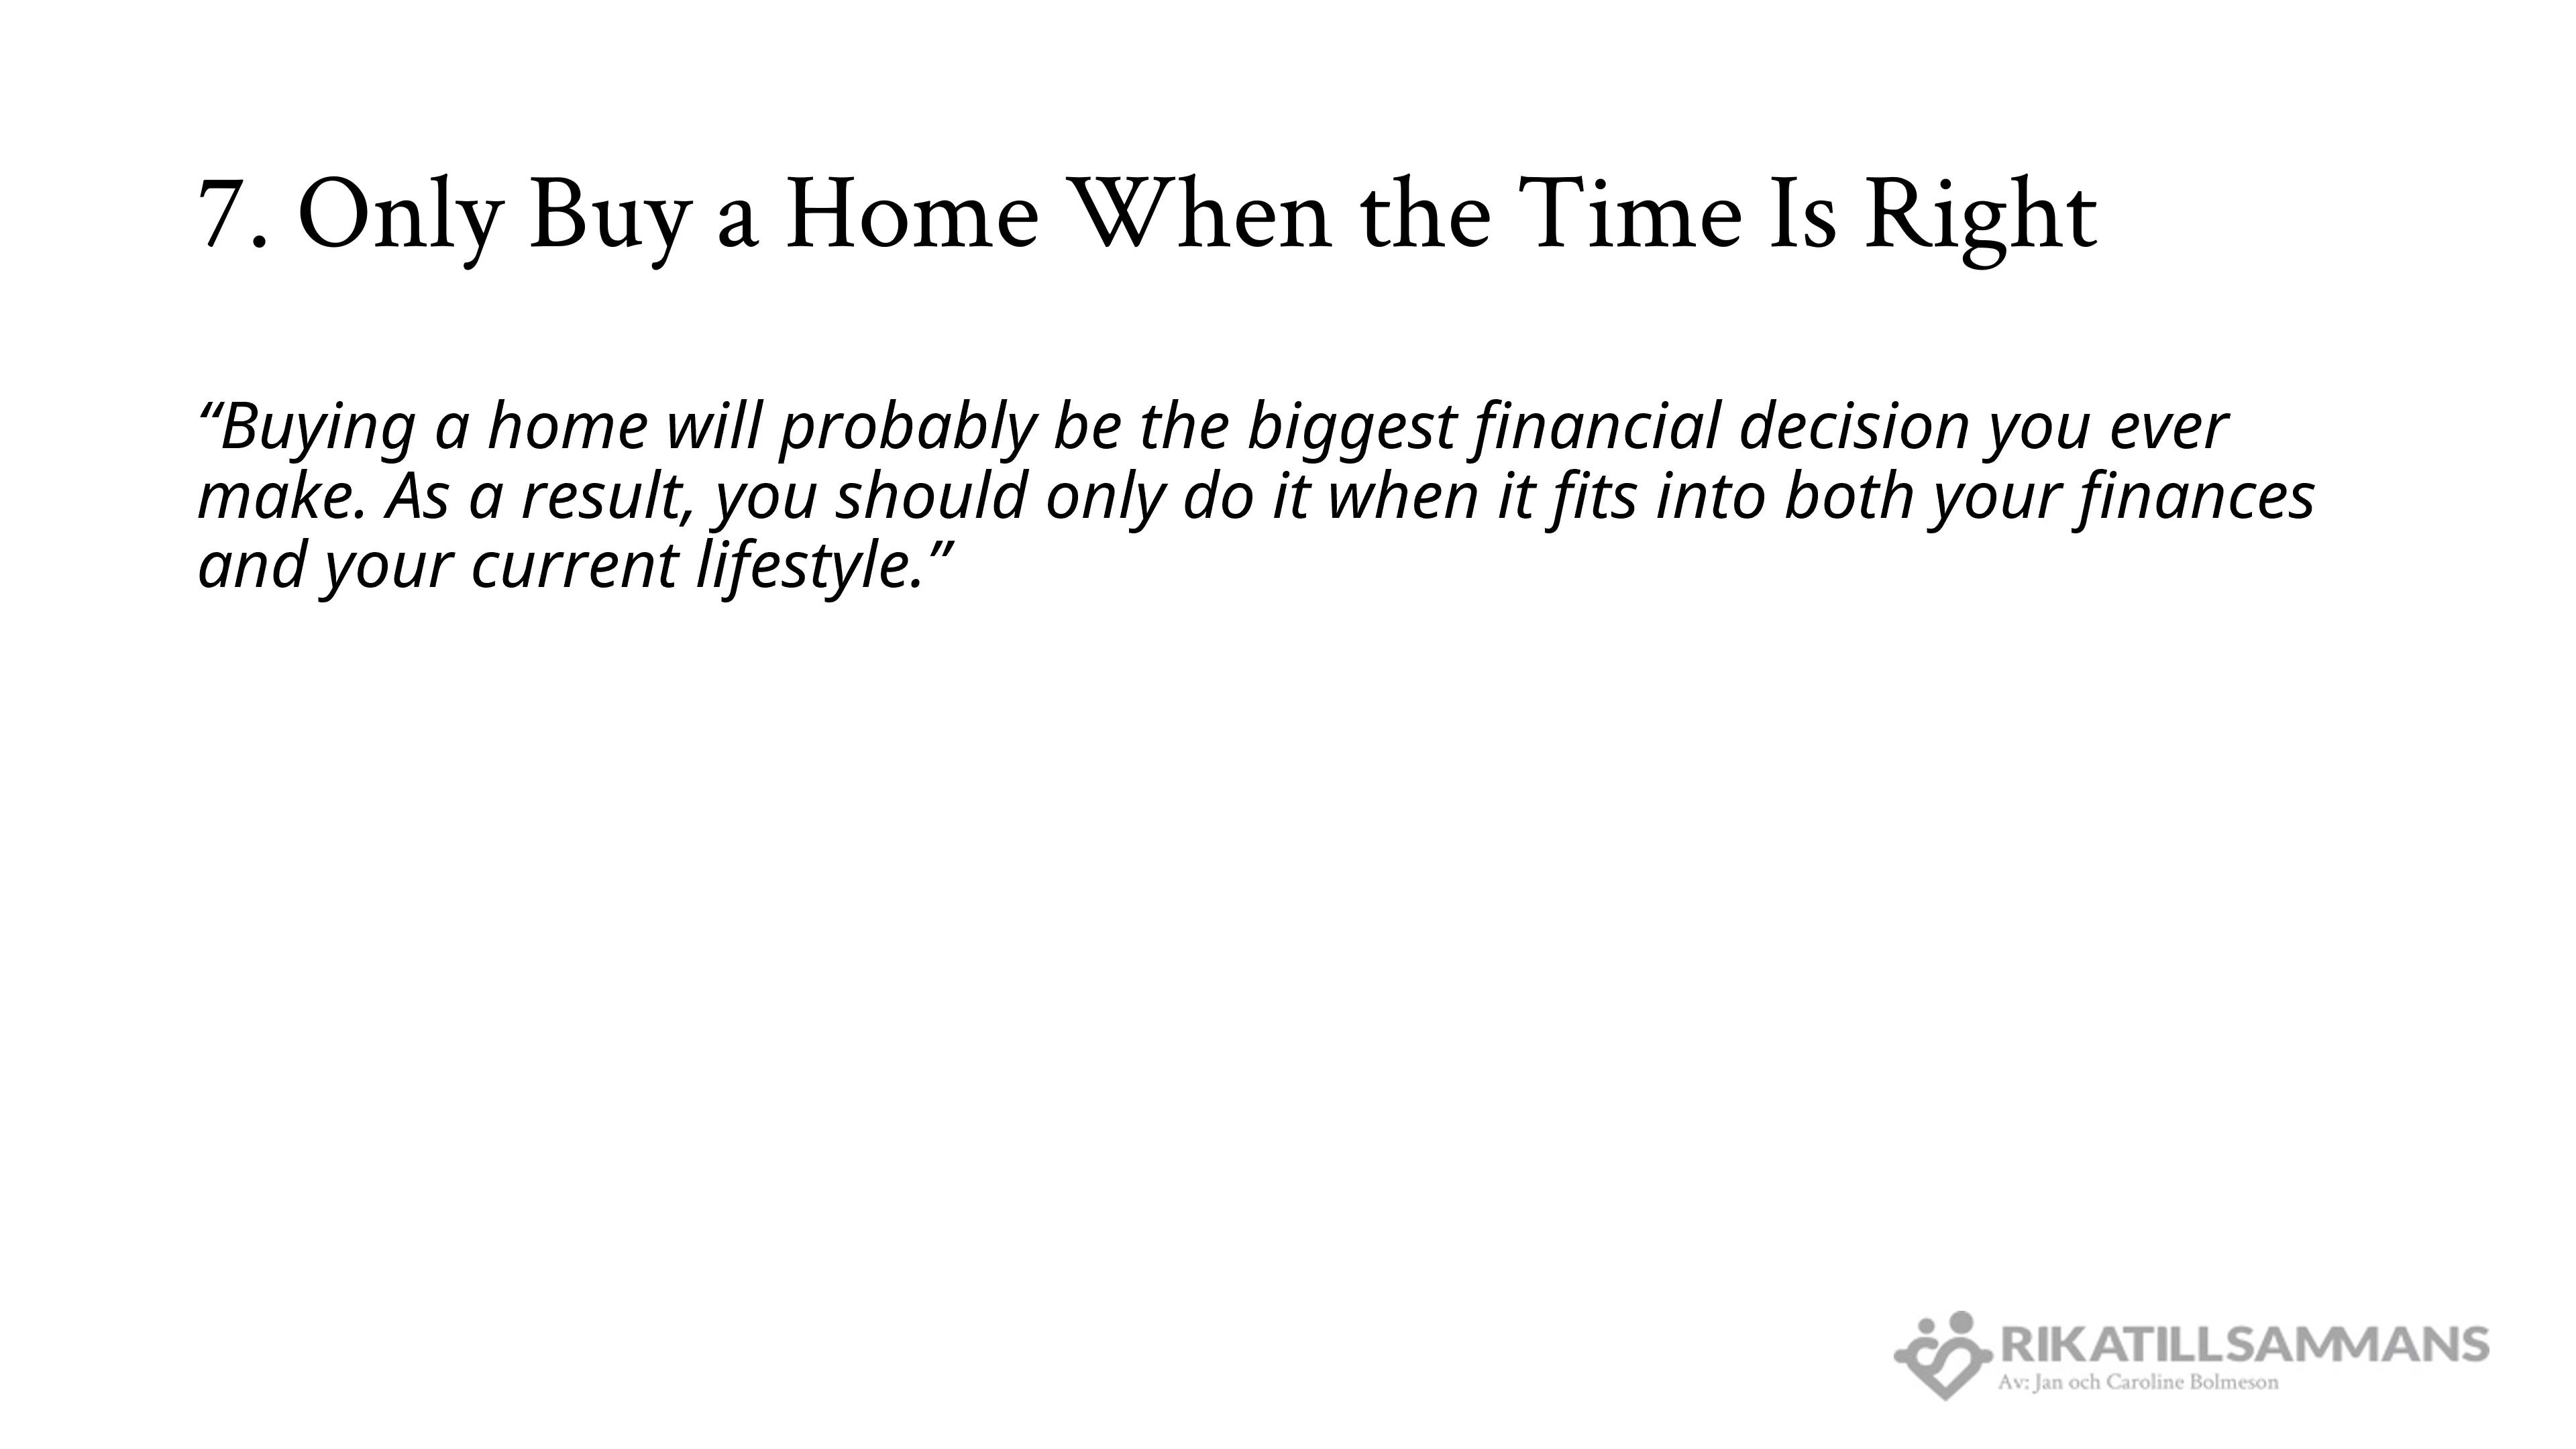 7. Only Buy a Home When the Time Is Right
“Buying a home will probably be the biggest financial decision you ever
make. As a result, you should only do it when it fits into both your finances
and your current lifestyle.”
RIKATILLSAMMANS
Av: Jan och Caroline Bolmeson